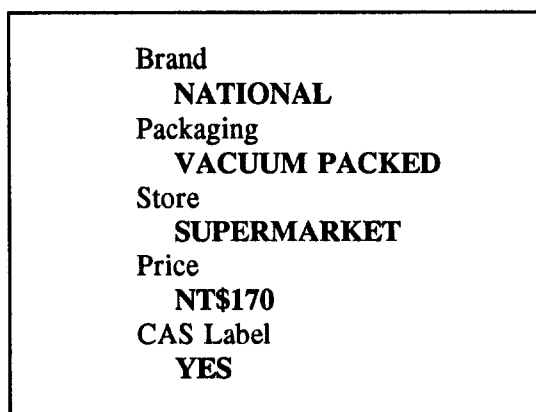 Brand
NATIONAL
Packaging
VACUUM PACKED
Store
SUPERMARKET
Price
NT$170
CAS Label
YES